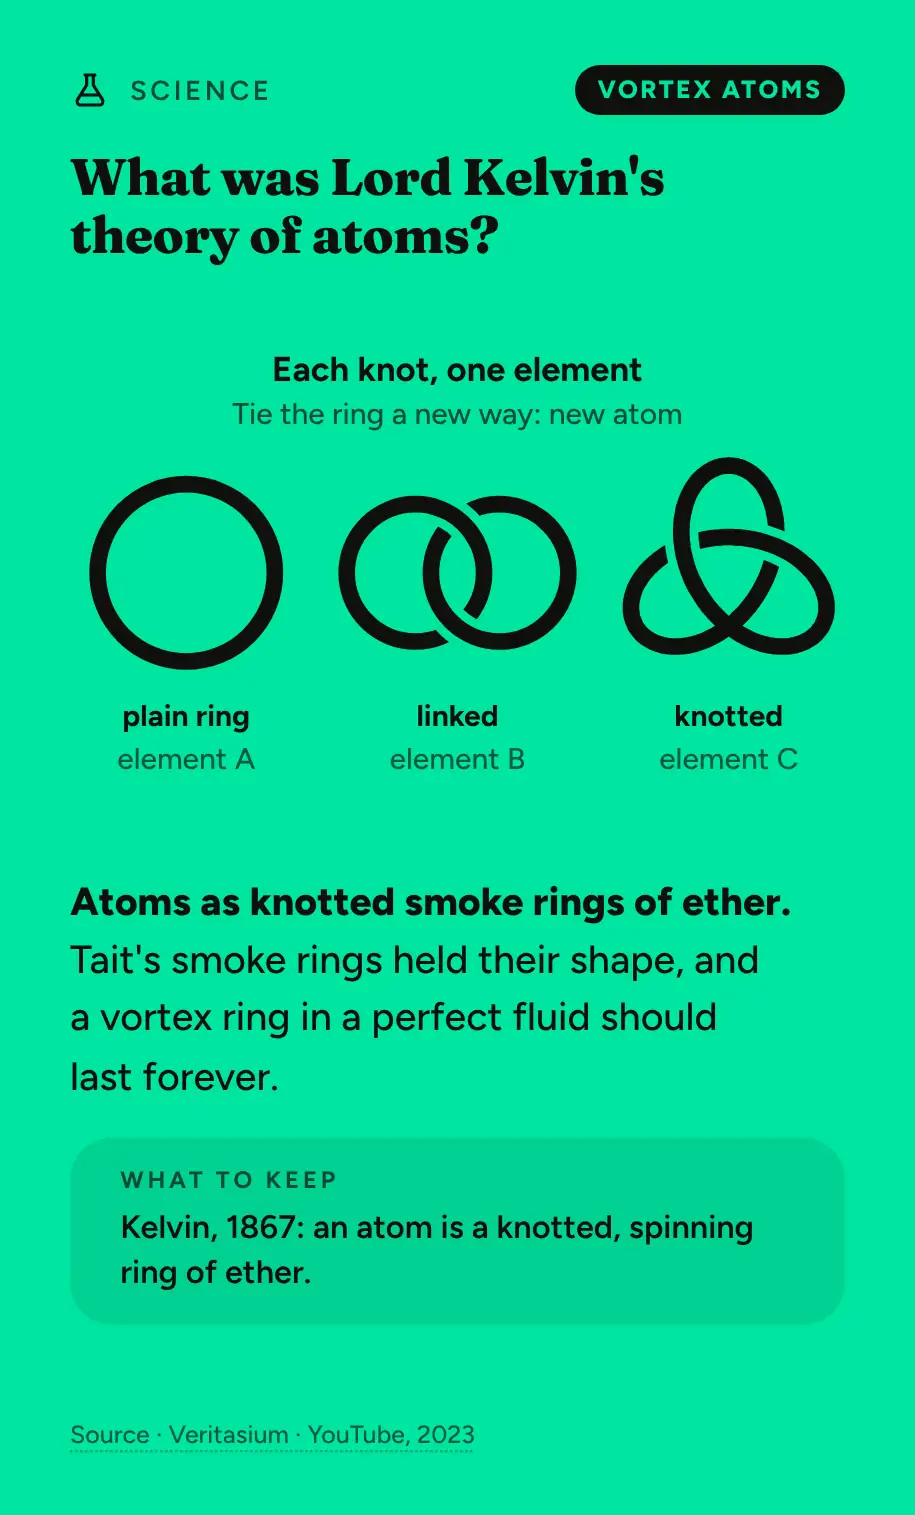 SCIENCE
VORTEX ATOMS
What was Lord Kelvin's
theory of atoms?
Each knot, one element
Tie the ring a new way: new atom
plain ring
element A
linked
element B
knotted
element C
Atoms as knotted smoke rings of ether.
Tait's smoke rings held their shape, and
a vortex ring in a perfect fluid should
last forever.
WHAT TO KEEP
Kelvin, 1867: an atom is a knotted, spinning
ring of ether.
Source · Veritasium · YouTube, 2023